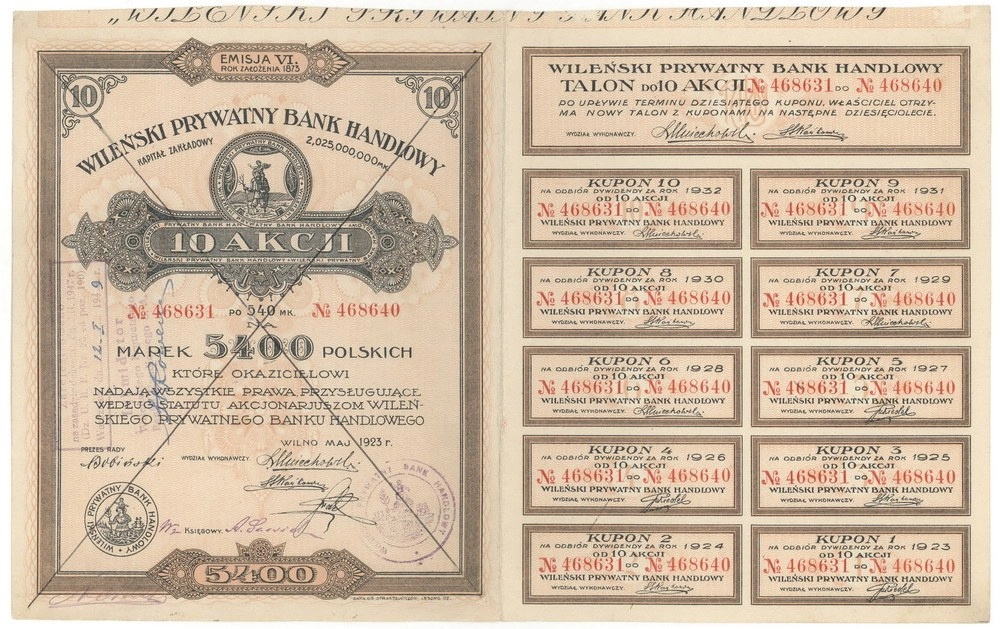 „WILEŃSKI PRYWATNY BANK HANDLOWY
EMISJA VI.
ROK ZAŁOŻENIA 1873
10
10
WILEŃSKI PRYWATNY BANK HANDLOWY
KAPITAŁ ZAKŁADOWY
2,025,000,000 MK.
10 AKCJI
WILEŃSKI PRYWATNY BANK HANDLOWY WILEŃSKI PRYWATNY
№ 468631 PO 540 MK. № 468640
MAREK 5400 POLSKICH
KTÓRE OKAZICIELOWI
NADAJĄ WSZYSTKIE PRAWA PRZYSŁUGUJĄCE
WEDŁUG STATUTU AKCJONARJUSZOM WILEŃ-
SKIEGO PRYWATNEGO BANKU HANDLOWEGO
WILNO MAJ 1923 r.
PREZES RADY
WYDZIAŁ WYKONAWCZY.
WILEŃSKI PRYWATNY BANK HANDLOWY
Wz KSIĘGOWY.
5400
WILEŃSKI PRYWATNY BANK HANDLOWY
TALON DO 10 AKCJI № 468631 DO № 468640
PO UPŁYWIE TERMINU DZIESIĄTEGO KUPONU, WŁAŚCICIEL OTRZY-
MA NOWY TALON Z KUPONAMI NA NASTĘPNE DZIESIĘCIOLECIE.
WYDZIAŁ WYKONAWCZY.
KUPON 10
NA ODBIÓR DYWIDENDY ZA ROK 1932
OD 10 AKCJI
№ 468631 DO № 468640
WILEŃSKI PRYWATNY BANK HANDLOWY
WYDZIAŁ WYKONAWCZY.
KUPON 9
NA ODBIÓR DYWIDENDY ZA ROK 1931
OD 10 AKCJI
№ 468631 DO № 468640
WILEŃSKI PRYWATNY BANK HANDLOWY
WYDZIAŁ WYKONAWCZY.
KUPON 8
NA ODBIÓR DYWIDENDY ZA ROK 1930
OD 10 AKCJI
№ 468631 DO № 468640
WILEŃSKI PRYWATNY BANK HANDLOWY
WYDZIAŁ WYKONAWCZY.
KUPON 7
NA ODBIÓR DYWIDENDY ZA ROK 1929
OD 10 AKCJI
№ 468631 DO № 468640
WILEŃSKI PRYWATNY BANK HANDLOWY
WYDZIAŁ WYKONAWCZY.
KUPON 6
NA ODBIÓR DYWIDENDY ZA ROK 1928
OD 10 AKCJI
№ 468631 DO № 468640
WILEŃSKI PRYWATNY BANK HANDLOWY
WYDZIAŁ WYKONAWCZY.
KUPON 5
NA ODBIÓR DYWIDENDY ZA ROK 1927
OD 10 AKCJI
№ 468631 DO № 468640
WILEŃSKI PRYWATNY BANK HANDLOWY
WYDZIAŁ WYKONAWCZY.
KUPON 4
NA ODBIÓR DYWIDENDY ZA ROK 1926
OD 10 AKCJI
№ 468631 DO № 468640
WILEŃSKI PRYWATNY BANK HANDLOWY
WYDZIAŁ WYKONAWCZY.
KUPON 3
NA ODBIÓR DYWIDENDY ZA ROK 1925
OD 10 AKCJI
№ 468631 DO № 468640
WILEŃSKI PRYWATNY BANK HANDLOWY
WYDZIAŁ WYKONAWCZY.
KUPON 2
NA ODBIÓR DYWIDENDY ZA ROK 1924
OD 10 AKCJI
№ 468631 DO № 468640
WILEŃSKI PRYWATNY BANK HANDLOWY
WYDZIAŁ WYKONAWCZY.
KUPON 1
NA ODBIÓR DYWIDENDY ZA ROK 1923
OD 10 AKCJI
№ 468631 DO № 468640
WILEŃSKI PRYWATNY BANK HANDLOWY
WYDZIAŁ WYKONAWCZY.